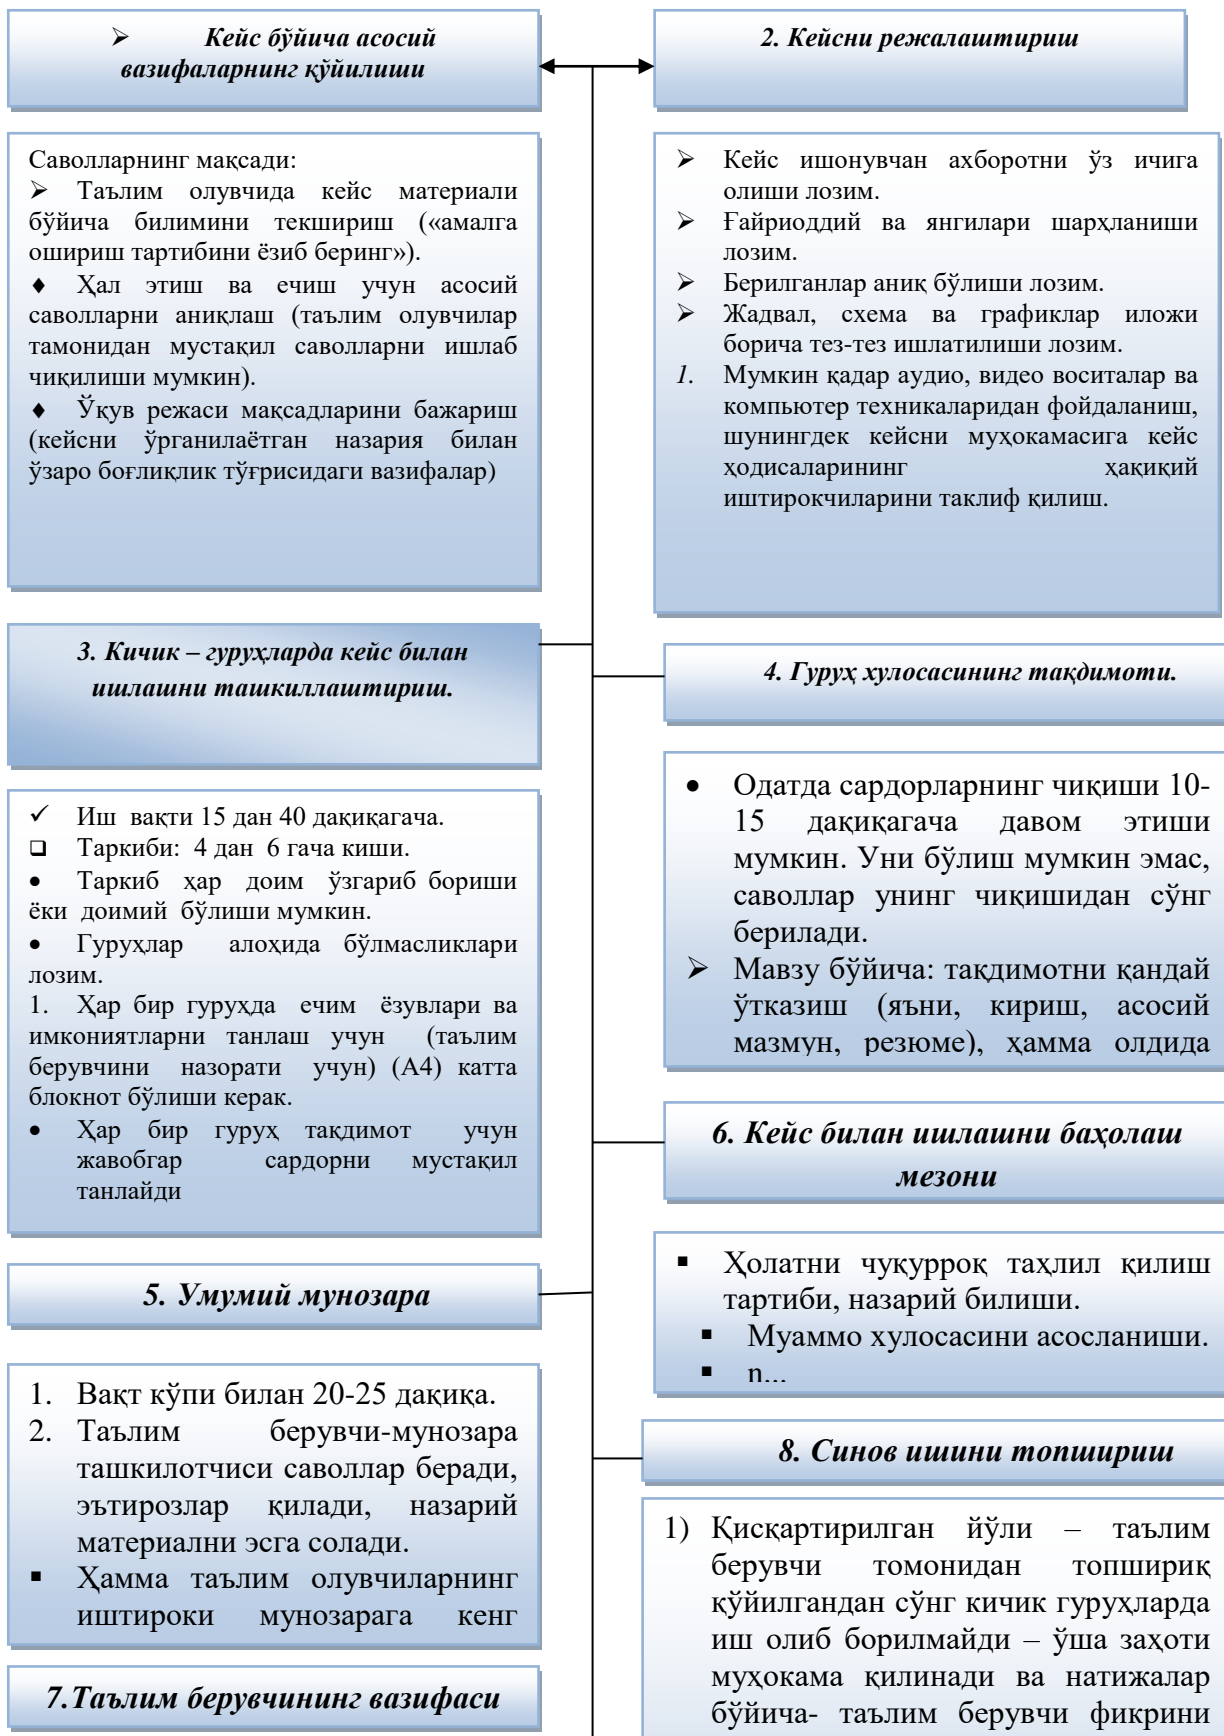 ➢ Кейс бўйича асосий
вазифаларнинг қўйилиши
2. Кейсни режалаштириш
Саволларнинг мақсади:
➢ Таълим олувчида кейс материали
бўйича билимини текшириш («амалга
ошириш тартибини ёзиб беринг»).
♦ Ҳал этиш ва ечиш учун асосий
саволларни аниқлаш (таълим олувчилар
тамонидан мустақил саволларни ишлаб
чиқилиши мумкин).
♦ Ўқув режаси мақсадларини бажариш
(кейсни ўрганилаётган назария билан
ўзаро боғлиқлик тўғрисидаги вазифалар)
➢ Кейс ишонувчан ахборотни ўз ичига
олиши лозим.
➢ Ғайриоддий ва янгилари шарҳланиши
лозим.
➢ Берилганлар аниқ бўлиши лозим.
➢ Жадвал, схема ва графиклар иложи
борича тез-тез ишлатилиши лозим.
1. Мумкин қадар аудио, видео воситалар ва
компьютер техникаларидан фойдаланиш,
шунингдек кейсни муҳокамасига кейс
ҳодисаларининг ҳақиқий
иштирокчиларини таклиф қилиш.
3. Кичик – гуруҳларда кейс билан
ишлашни ташкиллаштириш.
4. Гуруҳ хулосасининг тақдимоти.
✓ Иш вақти 15 дан 40 дақиқагача.
❑ Таркиби: 4 дан 6 гача киши.
• Таркиб ҳар доим ўзгариб бориши
ёки доимий бўлиши мумкин.
• Гуруҳлар алоҳида бўлмасликлари
лозим.
1. Ҳар бир гуруҳда ечим ёзувлари ва
имкониятларни танлаш учун (таълим
берувчини назорати учун) (А4) катта
блокнот бўлиши керак.
• Ҳар бир гуруҳ тақдимот учун
жавобгар сардорни мустақил
танлайди
• Одатда сардорларнинг чиқиши 10-
15 дақиқагача давом этиши
мумкин. Уни бўлиш мумкин эмас,
саволлар унинг чиқишидан сўнг
берилади.
➢ Мавзу бўйича: тақдимотни қандай
ўтказиш (яъни, кириш, асосий
мазмун, резюме), ҳамма олдида
6. Кейс билан ишлашни баҳолаш
мезони
▪ Ҳолатни чуқурроқ таҳлил қилиш
тартиби, назарий билиши.
▪ Муаммо хулосасини асосланиши.
▪ n...
5. Умумий мунозара
1. Вақт кўпи билан 20-25 дақиқа.
2. Таълим берувчи-мунозара
ташкилотчиси саволлар беради,
эътирозлар қилади, назарий
материални эсга солади.
▪ Ҳамма таълим олувчиларнинг
иштироки мунозарага кенг
8. Синов ишини топшириш
1) Қисқартирилган йўли – таълим
берувчи томонидан топшириқ
қўйилгандан сўнг кичик гуруҳларда
иш олиб борилмайди – ўша заҳоти
муҳокама қилинади ва натижалар
бўйича- таълим берувчи фикрини
7.Таълим берувчининг вазифаси